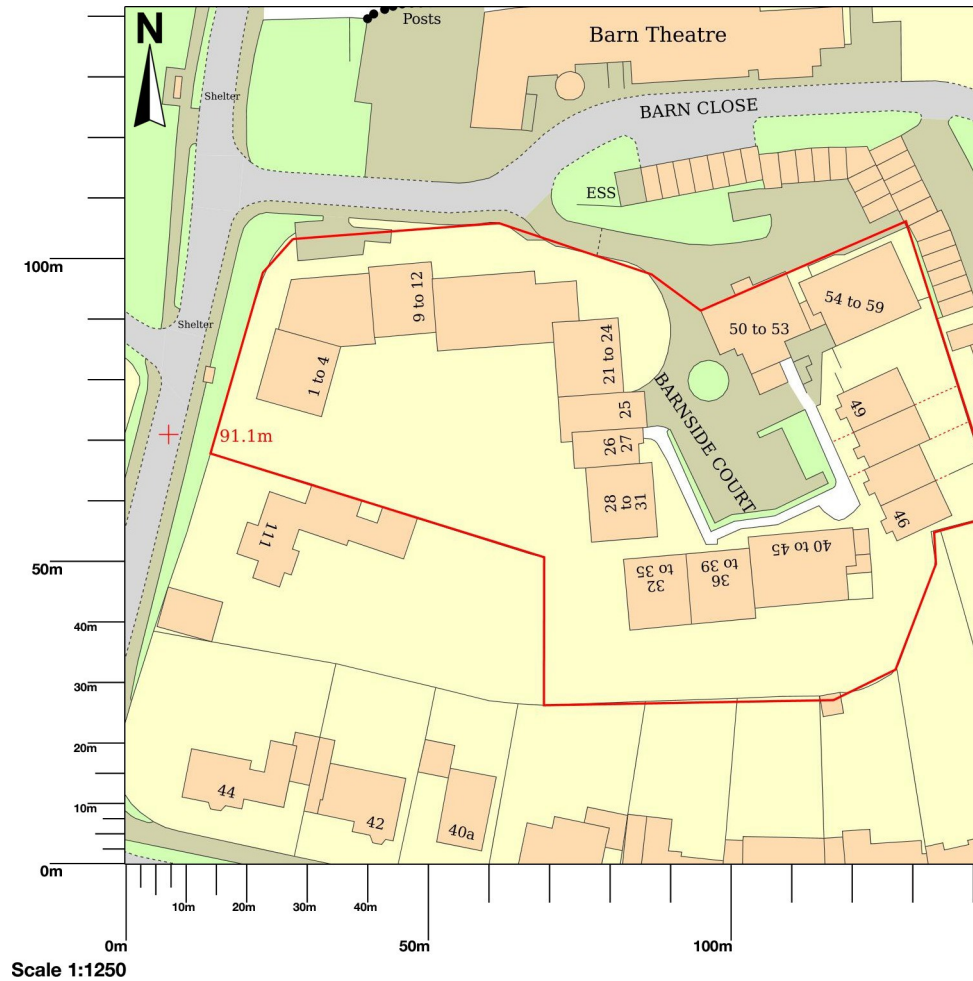 N
Posts
Barn Theatre
Shelter
BARN CLOSE
ESS
100m
9 to 12
54 to 59
50 to 53
Shelter
21 to 24
1 to 4
BARNSIDE COURT
25
49
91.1m
26
27
28
to
31
46
111
40 to 45
36
to 39
32
to 35
50m
40m
30m
20m
10m
0m
44
42
40a
10m
20m
30m
40m
0m
50m
100m
Scale 1:1250